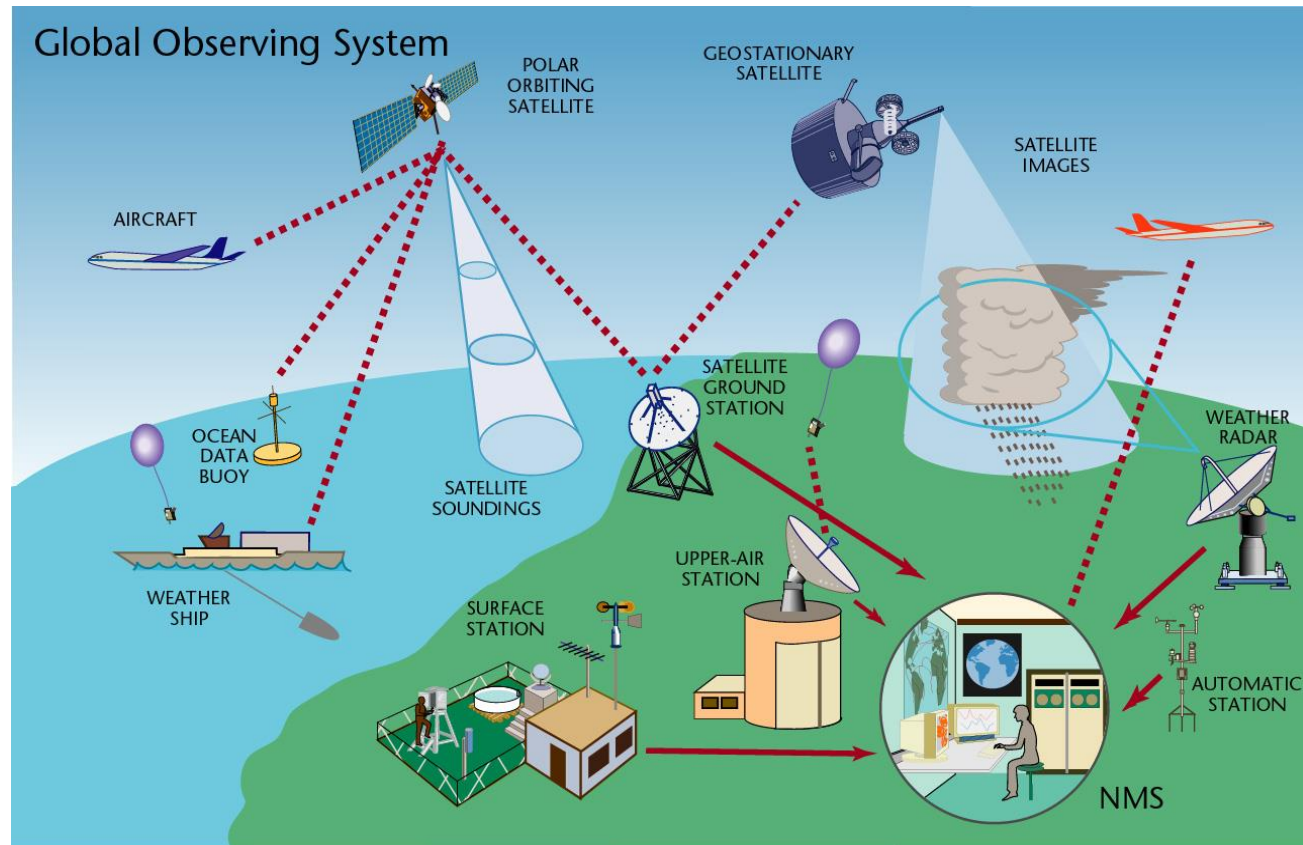 Global Observing System
POLAR
ORBITING
SATELLITE
GEOSTATIONARY
SATELLITE
SATELLITE
IMAGES
AIRCRAFT
SATELLITE
GROUND
STATION
WEATHER
RADAR
OCEAN
DATA
BUOY
SATELLITE
SOUNDINGS
UPPER-AIR
STATION
WEATHER
SHIP
SURFACE
STATION
AUTOMATIC
STATION
NMS